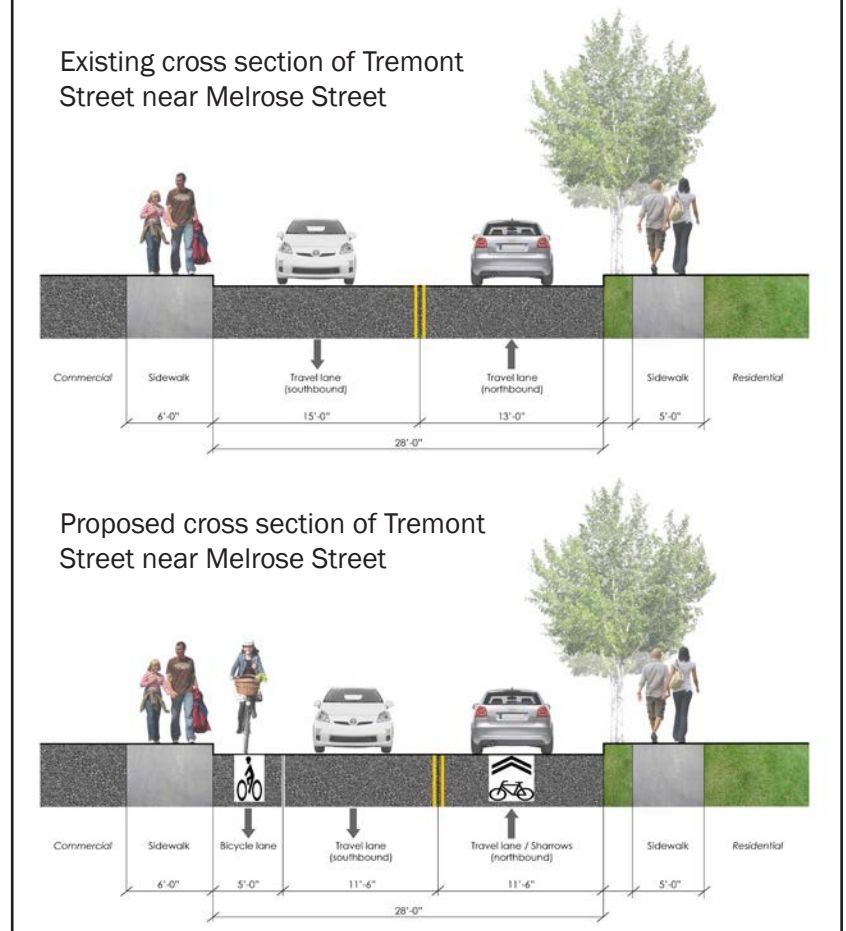 Existing cross section of Tremont
Street near Melrose Street
Commercial
Sidewalk
Travel lane
(southbound)
Travel lane
(northbound)
Sidewalk
Residential
6'-0"
15'-0"
13'-0"
5'-0"
28'-0"
Proposed cross section of Tremont
Street near Melrose Street
Commercial
Sidewalk
Bicycle lane
Travel lane
(southbound)
Travel lane / Sharrows
(northbound)
Sidewalk
Residential
6'-0"
5'-0"
11'-6"
11'-6"
5'-0"
28'-0"